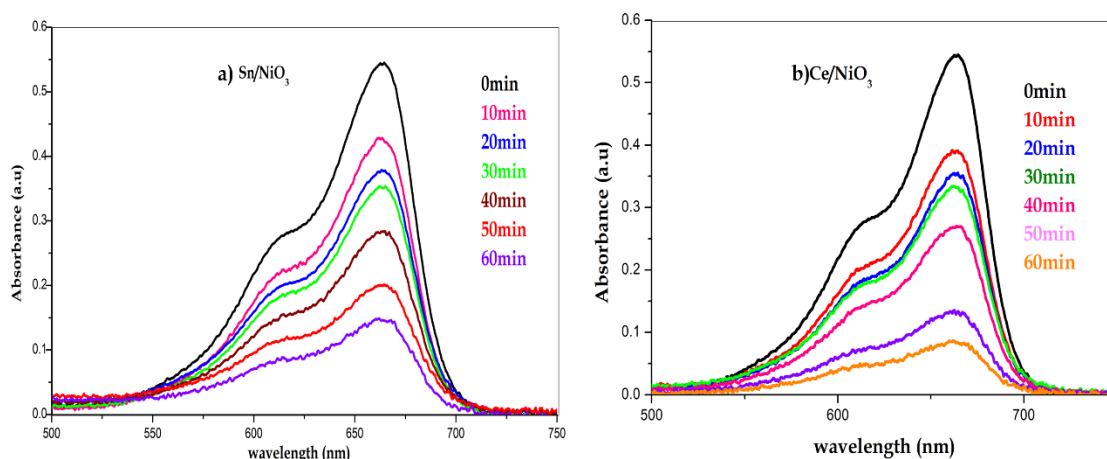 a) Sn/NiO₃
0min
10min
20min
30min
40min
50min
60min
Absorbance (a.u)
0.6
0.5
0.4
0.3
0.2
0.1
0.0
500 550 600 650 700 750
wavelength (nm)
b)Ce/NiO₃
0min
10min
20min
30min
40min
50min
60min
Absorbance (a.u)
0.6
0.5
0.4
0.3
0.2
0.1
0.0
500 600 700
wavelength (nm)